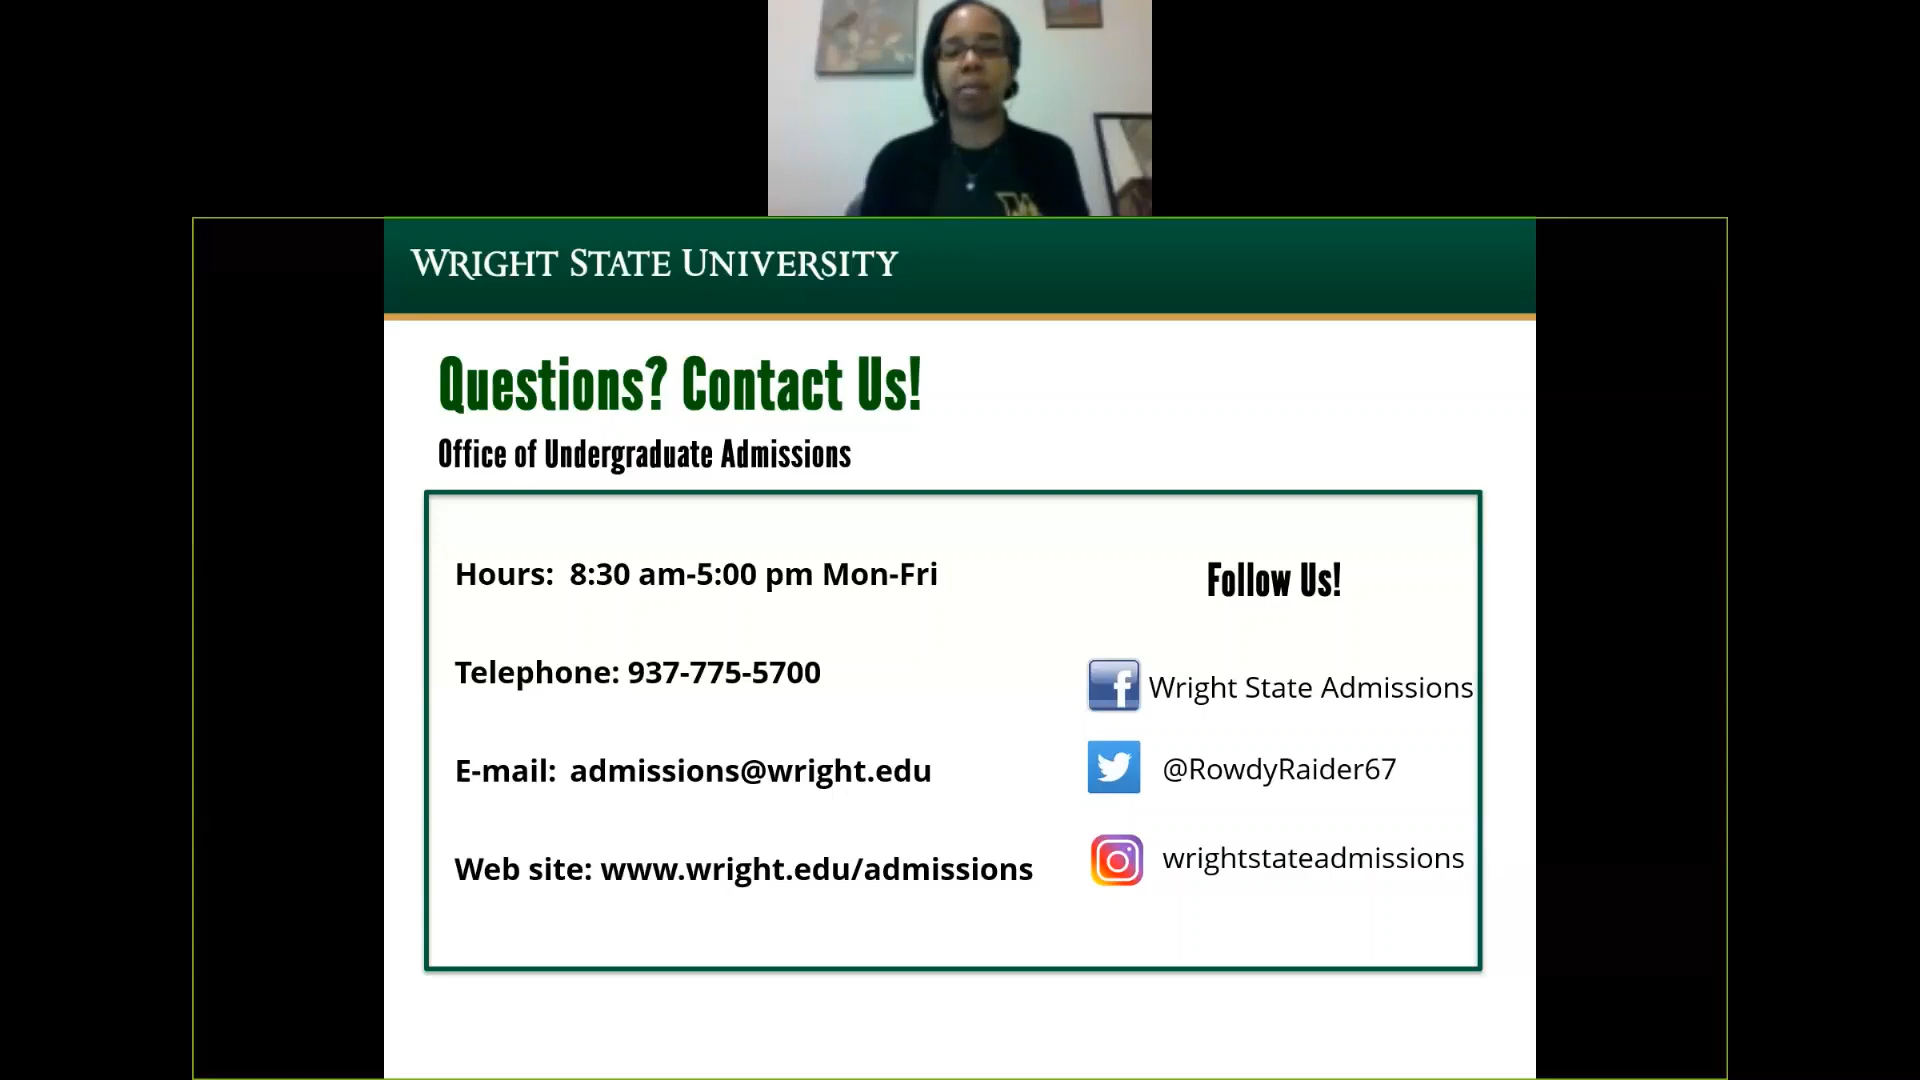 WRIGHT STATE UNIVERSITY
Questions? Contact Us!
Office of Undergraduate Admissions
Hours: 8:30 am-5:00 pm Mon-Fri
Telephone: 937-775-5700
E-mail: admissions@wright.edu
Web site: www.wright.edu/admissions
Follow Us!
Wright State Admissions
@RowdyRaider67
wrightstateadmissions